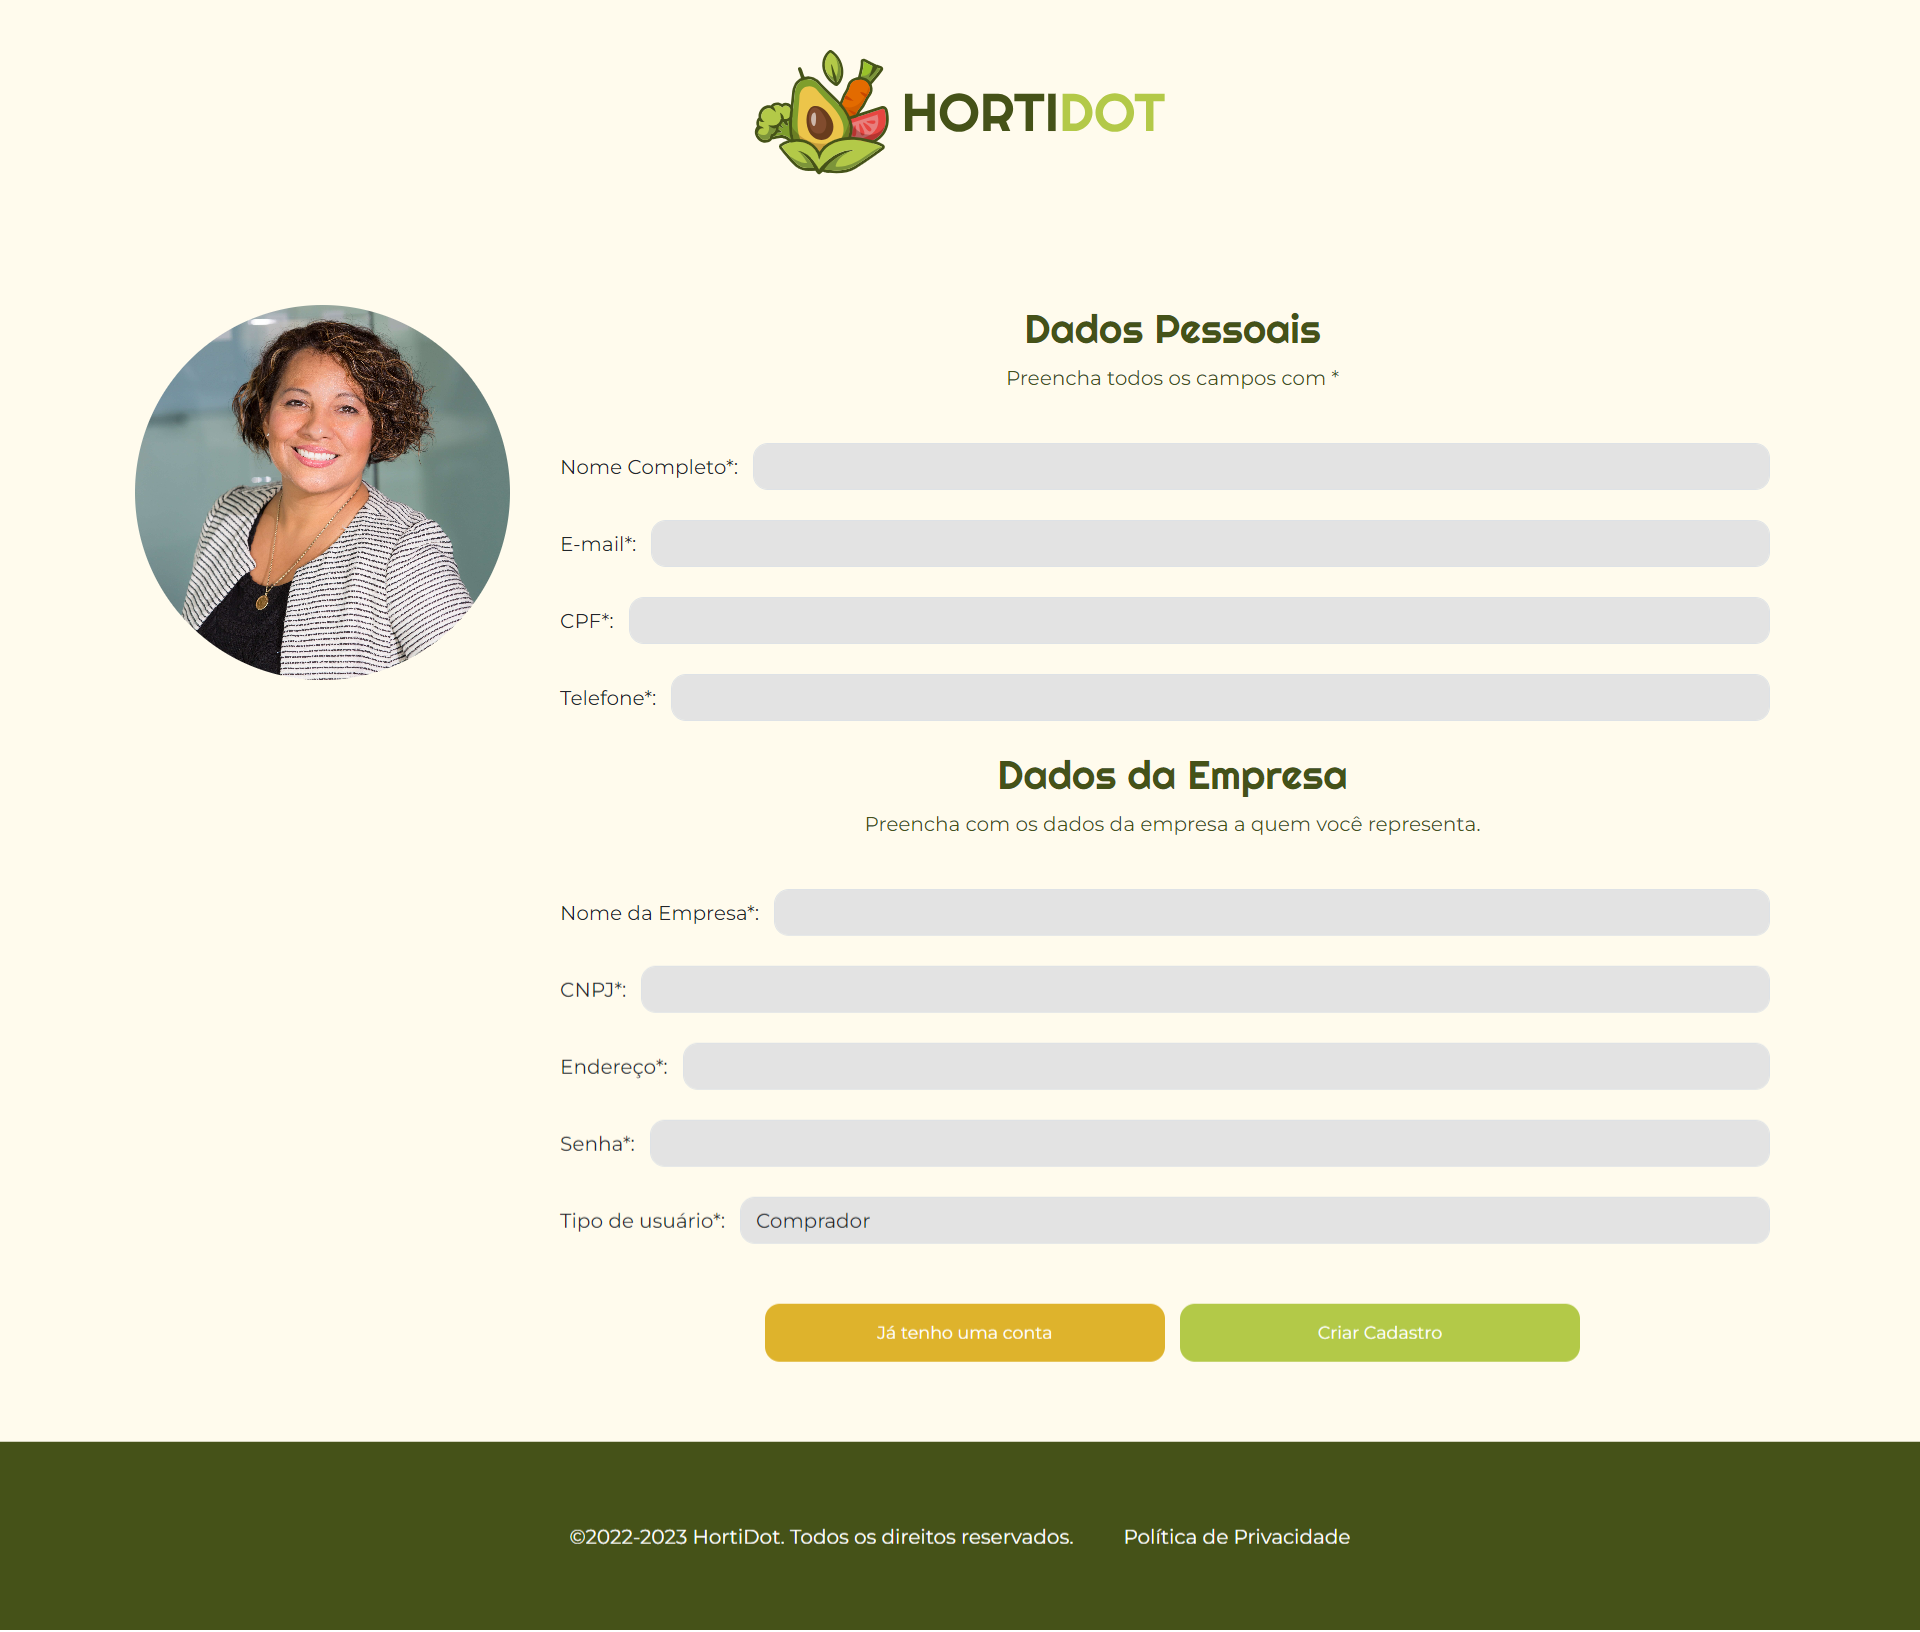 HORTIDOT
Dados Pessoais
Preencha todos os campos com *
Nome Completo*:
E-mail*:
CPF*:
Telefone*:
Dados da Empresa
Preencha com os dados da empresa a quem você representa.
Nome da Empresa*:
CNPJ*:
Endereço*:
Senha*:
Tipo de usuário*: Comprador
Já tenho uma conta Criar Cadastro
©2022-2023 HortiDot. Todos os direitos reservados. Política de Privacidade